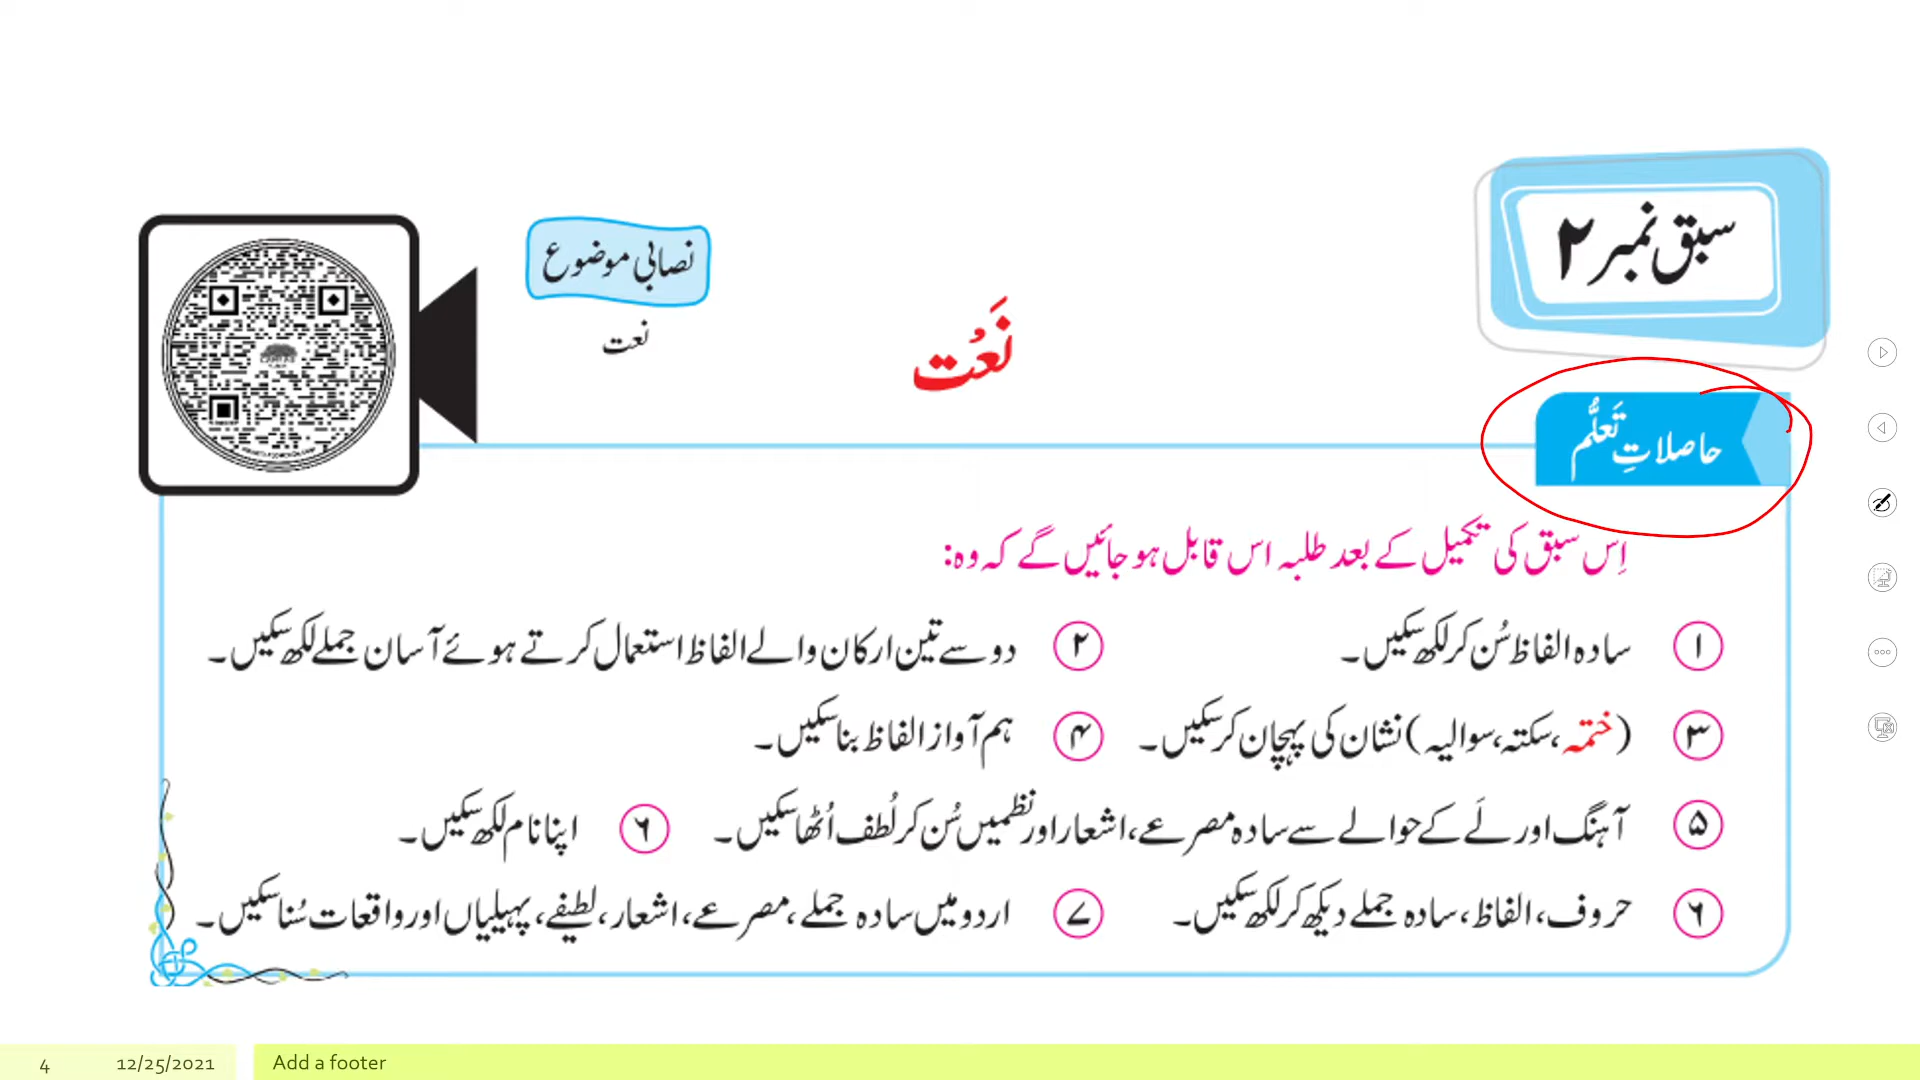 سبق نمبر ۲
نصابی موضوع
نَعُت
نعت
حاصلاتِ تَعلُّم
اِس سبق کی تکمیل کے بعد طلبہ اس قابل ہو جائیں گے کہ وہ:
۱ سادہ الفاظ سُن کر لکھ سکیں۔ ۲ دو سے تین ارکان والے الفاظ استعمال کرتے ہوئے آسان جملے لکھ سکیں۔
۳ (ختمہ، سکتہ، سوالیہ) نشان کی پہچان کر سکیں۔ ۴ ہم آواز الفاظ بنا سکیں۔
۵ آہنگ اور لَے کے حوالے سے سادہ مصرعے، اشعار اور نظمیں سُن کر لُطف اُٹھا سکیں۔ ۶ اپنا نام لکھ سکیں۔
۶ حروف، الفاظ، سادہ جملے دیکھ کر لکھ سکیں۔ ۷ اردو میں سادہ جملے، مصرعے، اشعار، لطیفے، پہیلیاں اور واقعات سُنا سکیں۔
4 12/25/2021 Add a footer